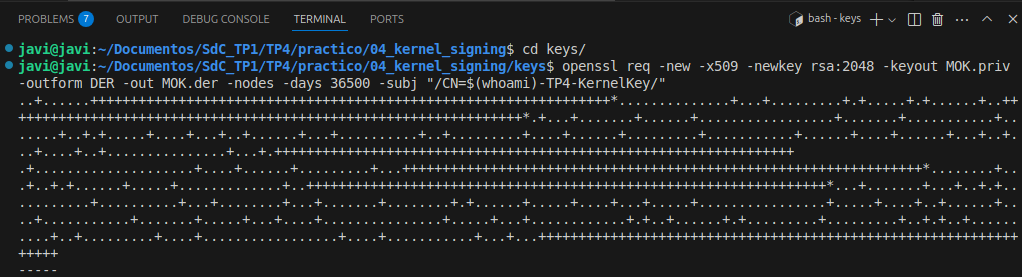 PROBLEMS 7 OUTPUT DEBUG CONSOLE TERMINAL PORTS bash - keys
javi@javi:~/Documentos/SdC_TP1/TP4/practico/04_kernel_signing$ cd keys/
javi@javi:~/Documentos/SdC_TP1/TP4/practico/04_kernel_signing/keys$ openssl req -new -x509 -newkey rsa:2048 -keyout MOK.priv
-outform DER -out MOK.der -nodes -days 36500 -subj "/CN=$(whoami)-TP4-KernelKey/"
-----